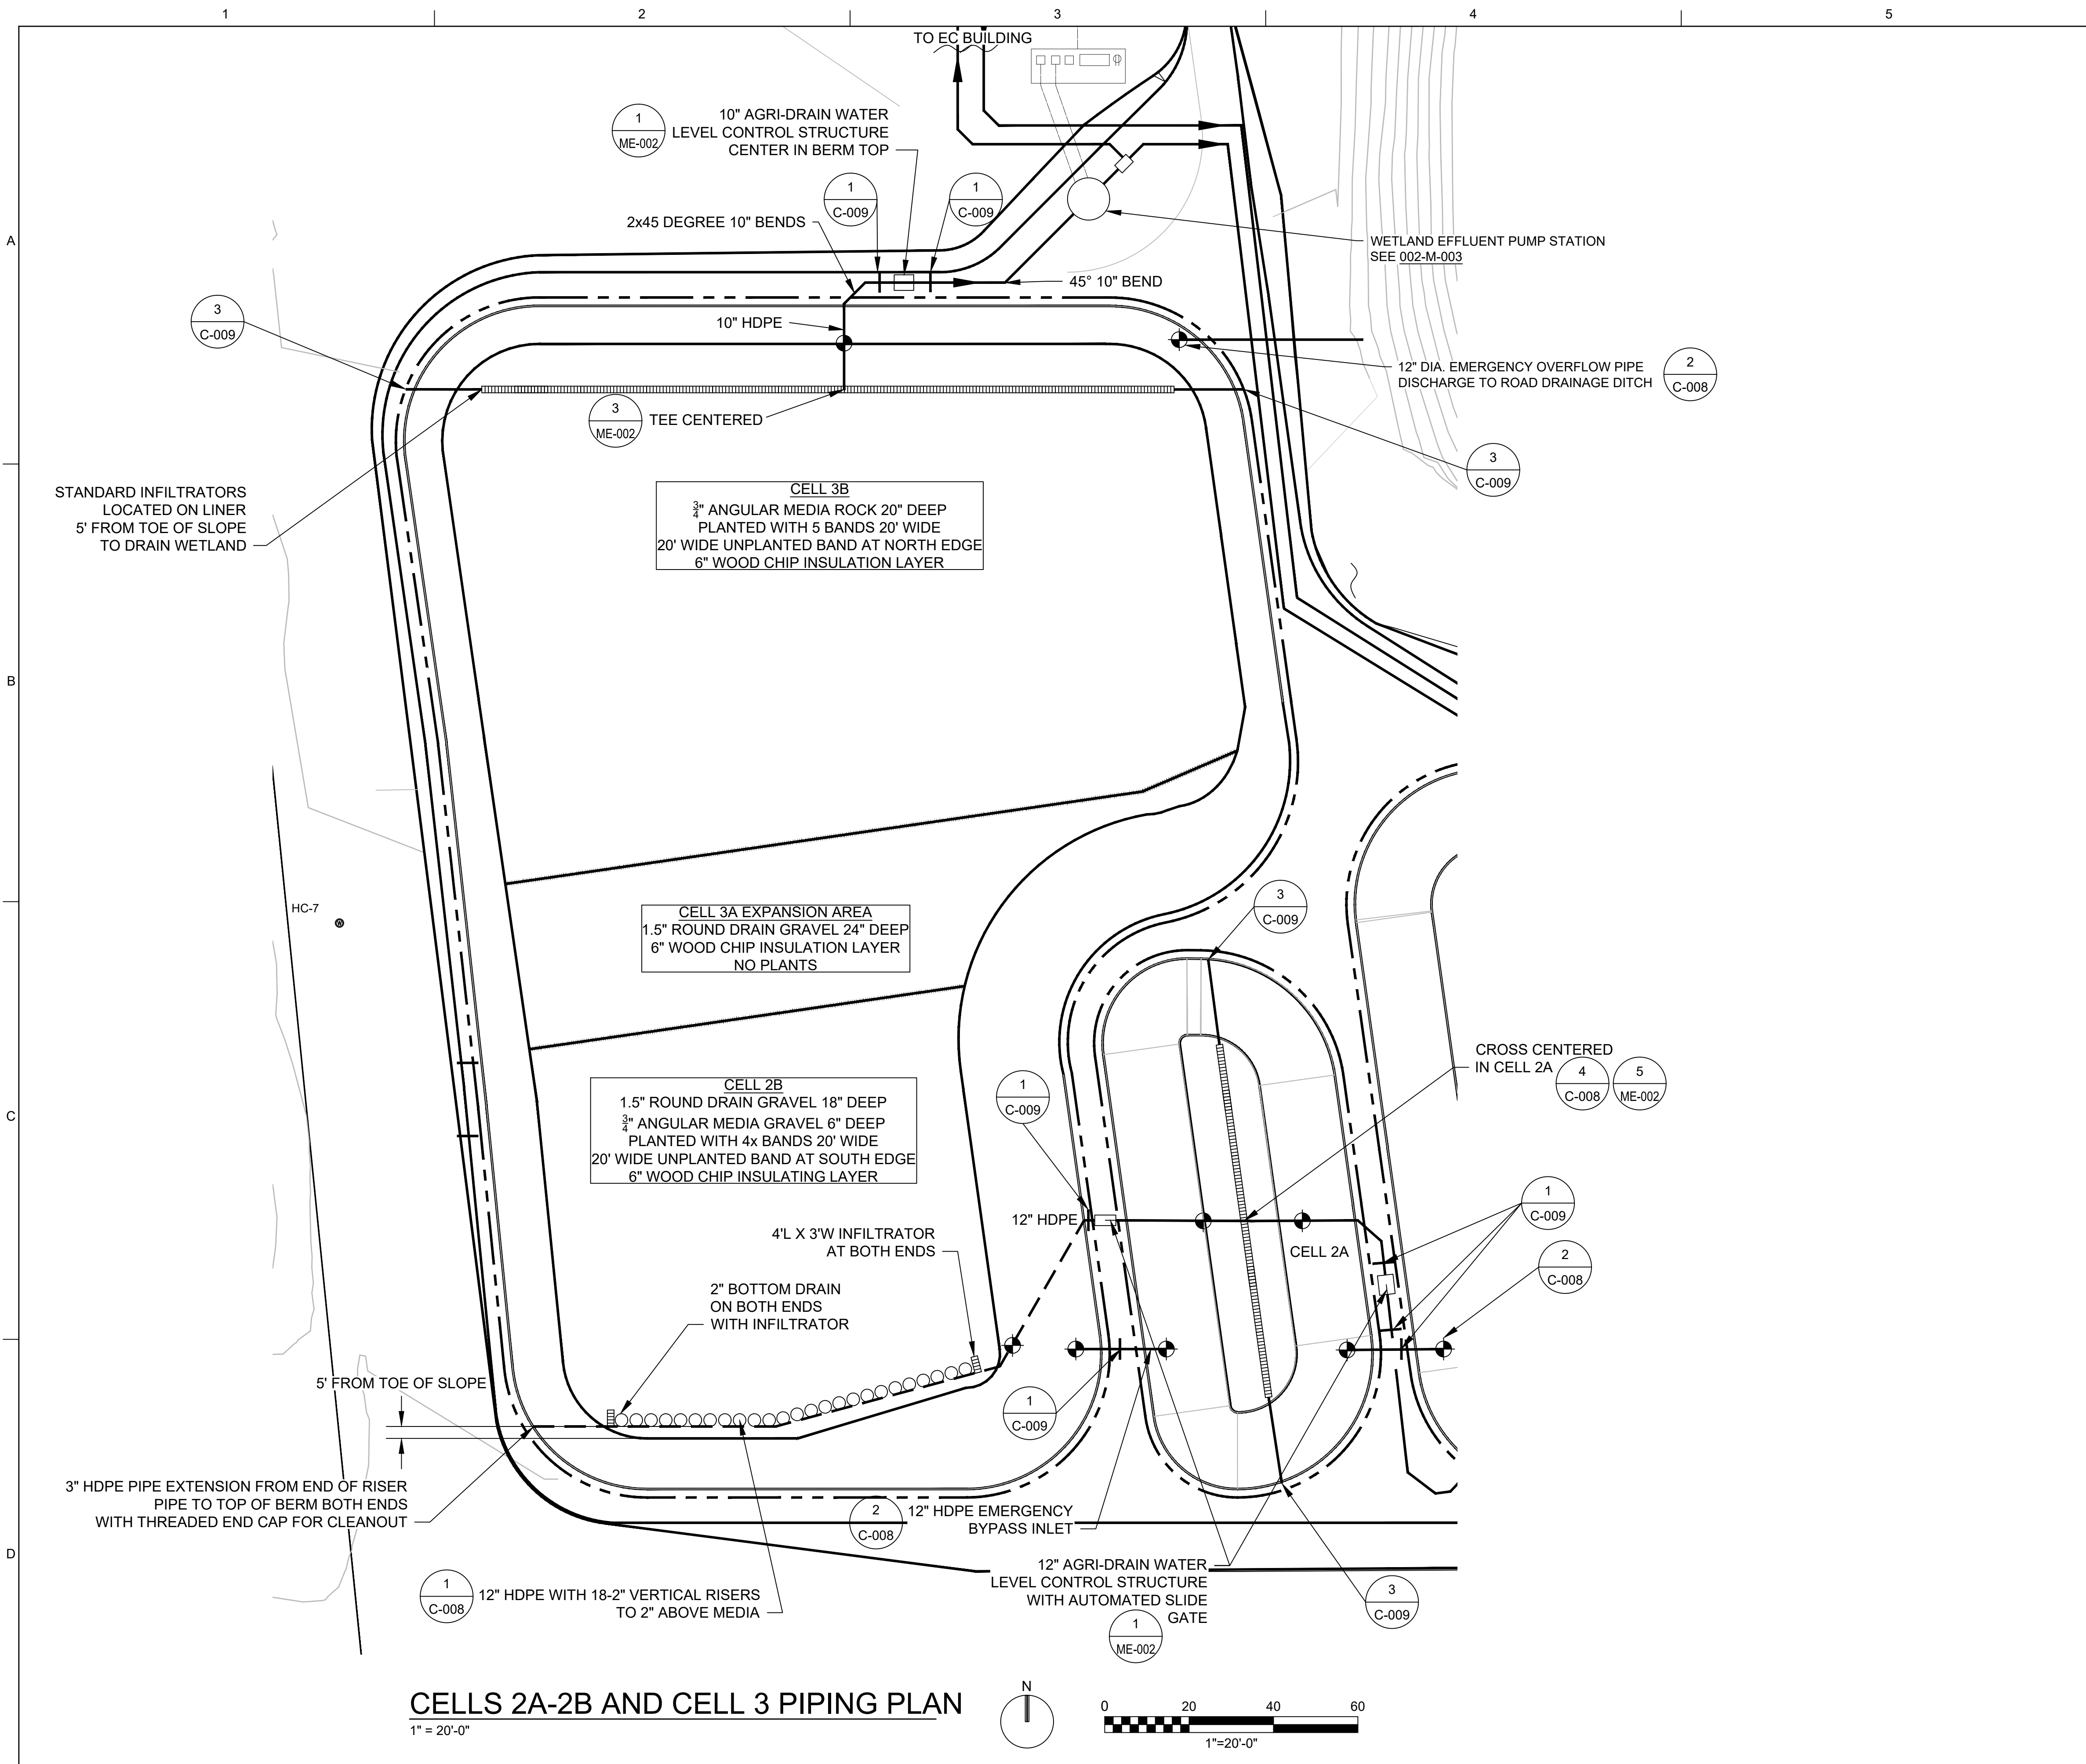 1
2
3
4
5
A
B
C
D
TO EC BUILDING
1
ME-002
10" AGRI-DRAIN WATER
LEVEL CONTROL STRUCTURE
CENTER IN BERM TOP
1
C-009
1
C-009
2x45 DEGREE 10" BENDS
WETLAND EFFLUENT PUMP STATION
SEE 002-M-003
45° 10" BEND
3
C-009
10" HDPE
12" DIA. EMERGENCY OVERFLOW PIPE
DISCHARGE TO ROAD DRAINAGE DITCH
2
C-008
3
ME-002
TEE CENTERED
3
C-009
STANDARD INFILTRATORS
LOCATED ON LINER
5' FROM TOE OF SLOPE
TO DRAIN WETLAND
CELL 3B
3/4" ANGULAR MEDIA ROCK 20" DEEP
PLANTED WITH 5 BANDS 20' WIDE
20' WIDE UNPLANTED BAND AT NORTH EDGE
6" WOOD CHIP INSULATION LAYER
HC-7
3
C-009
CELL 3A EXPANSION AREA
1.5" ROUND DRAIN GRAVEL 24" DEEP
6" WOOD CHIP INSULATION LAYER
NO PLANTS
CROSS CENTERED
IN CELL 2A
4
C-008
5
ME-002
CELL 2B
1.5" ROUND DRAIN GRAVEL 18" DEEP
3/4" ANGULAR MEDIA GRAVEL 6" DEEP
PLANTED WITH 4x BANDS 20' WIDE
20' WIDE UNPLANTED BAND AT SOUTH EDGE
6" WOOD CHIP INSULATING LAYER
1
C-009
12" HDPE
1
C-009
4'L X 3'W INFILTRATOR
AT BOTH ENDS
CELL 2A
2
C-008
2" BOTTOM DRAIN
ON BOTH ENDS
WITH INFILTRATOR
5' FROM TOE OF SLOPE
1
C-009
3" HDPE PIPE EXTENSION FROM END OF RISER
PIPE TO TOP OF BERM BOTH ENDS
WITH THREADED END CAP FOR CLEANOUT
2
C-008
12" HDPE EMERGENCY
BYPASS INLET
12" AGRI-DRAIN WATER
LEVEL CONTROL STRUCTURE
WITH AUTOMATED SLIDE
GATE
1
ME-002
3
C-009
1
C-008
12" HDPE WITH 18-2" VERTICAL RISERS
TO 2" ABOVE MEDIA
CELLS 2A-2B AND CELL 3 PIPING PLAN
1" = 20'-0"
N
0 20 40 60
1"=20'-0"